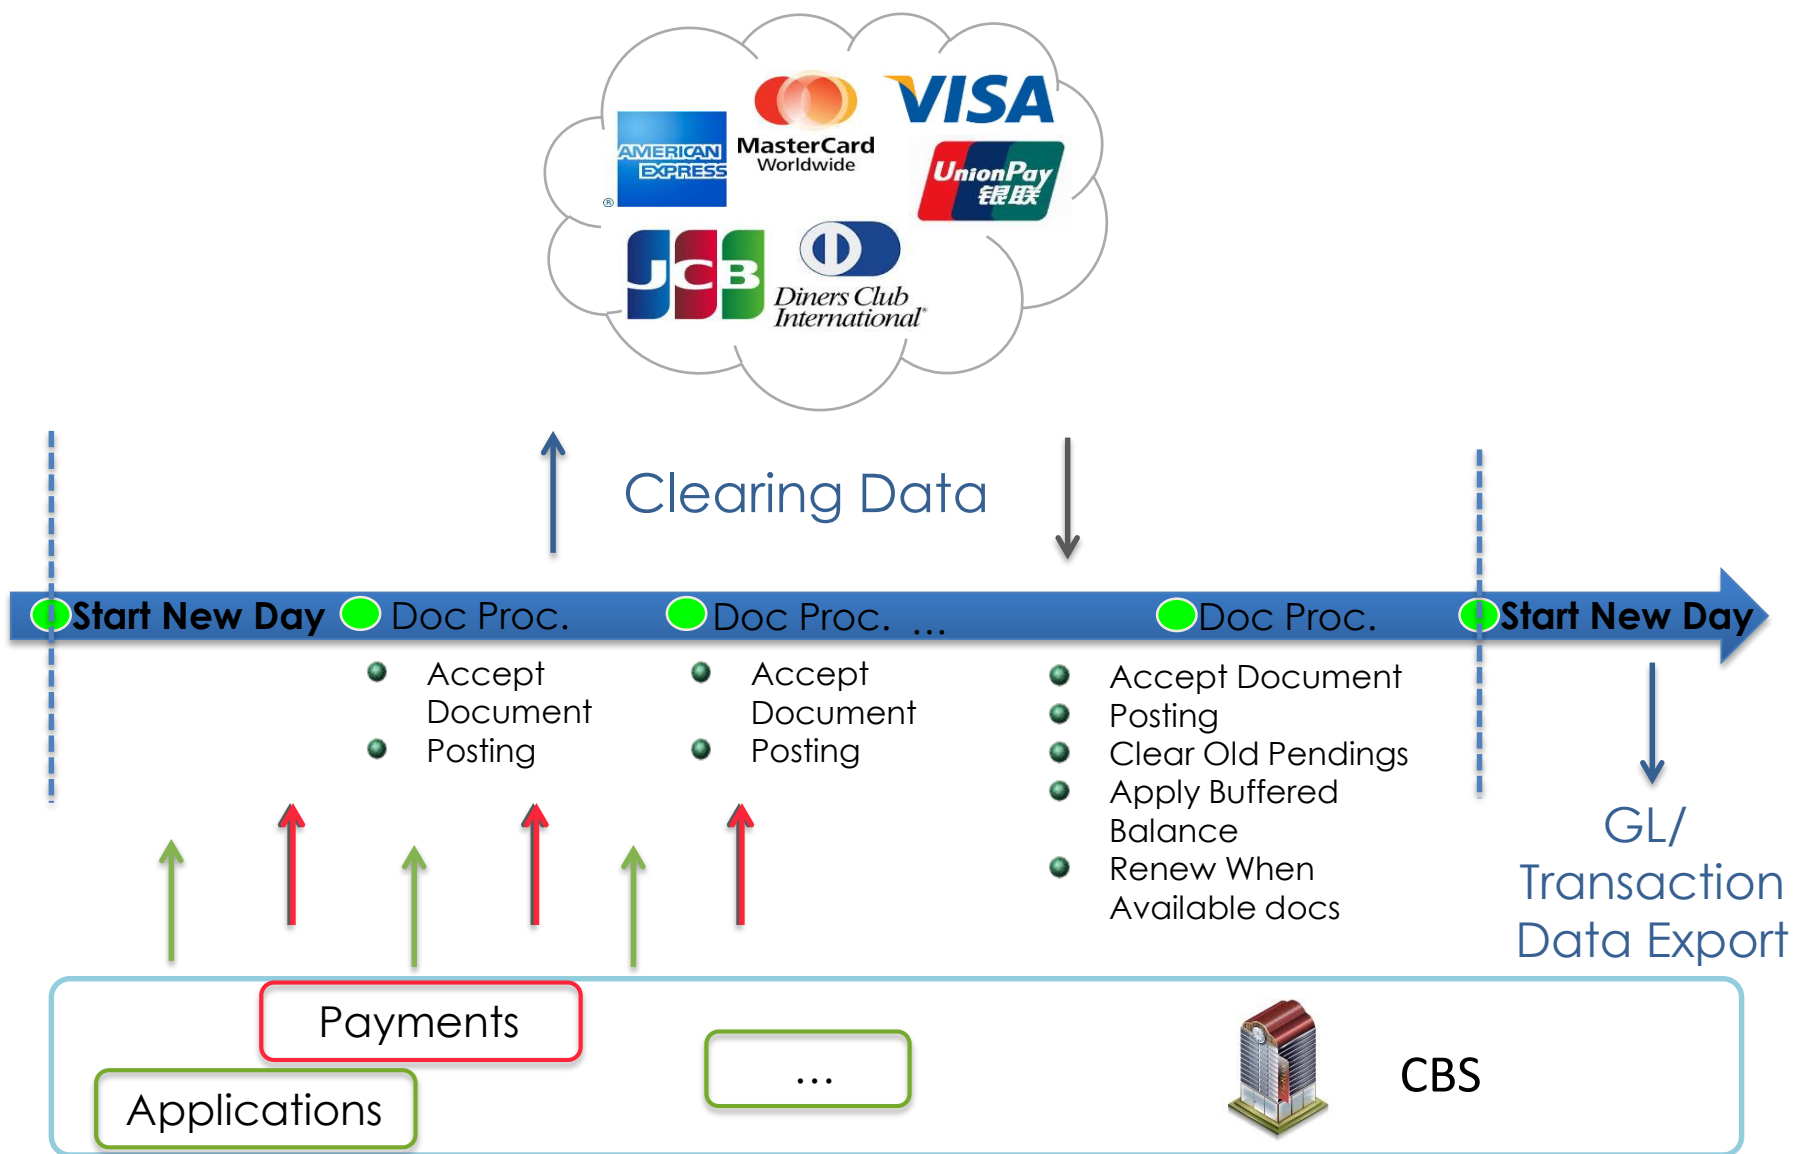 VISA
AMERICAN
EXPRESS
®
MasterCard
Worldwide
UnionPay
银联
JCB
Diners Club
International®
Clearing Data
Start New Day
Doc Proc.
Doc Proc. ...
Doc Proc.
Start New Day
Accept
Document
Posting
Accept
Document
Posting
Accept Document
Posting
Clear Old Pendings
Apply Buffered
Balance
Renew When
Available docs
GL/
Transaction
Data Export
Payments
Applications
...
CBS